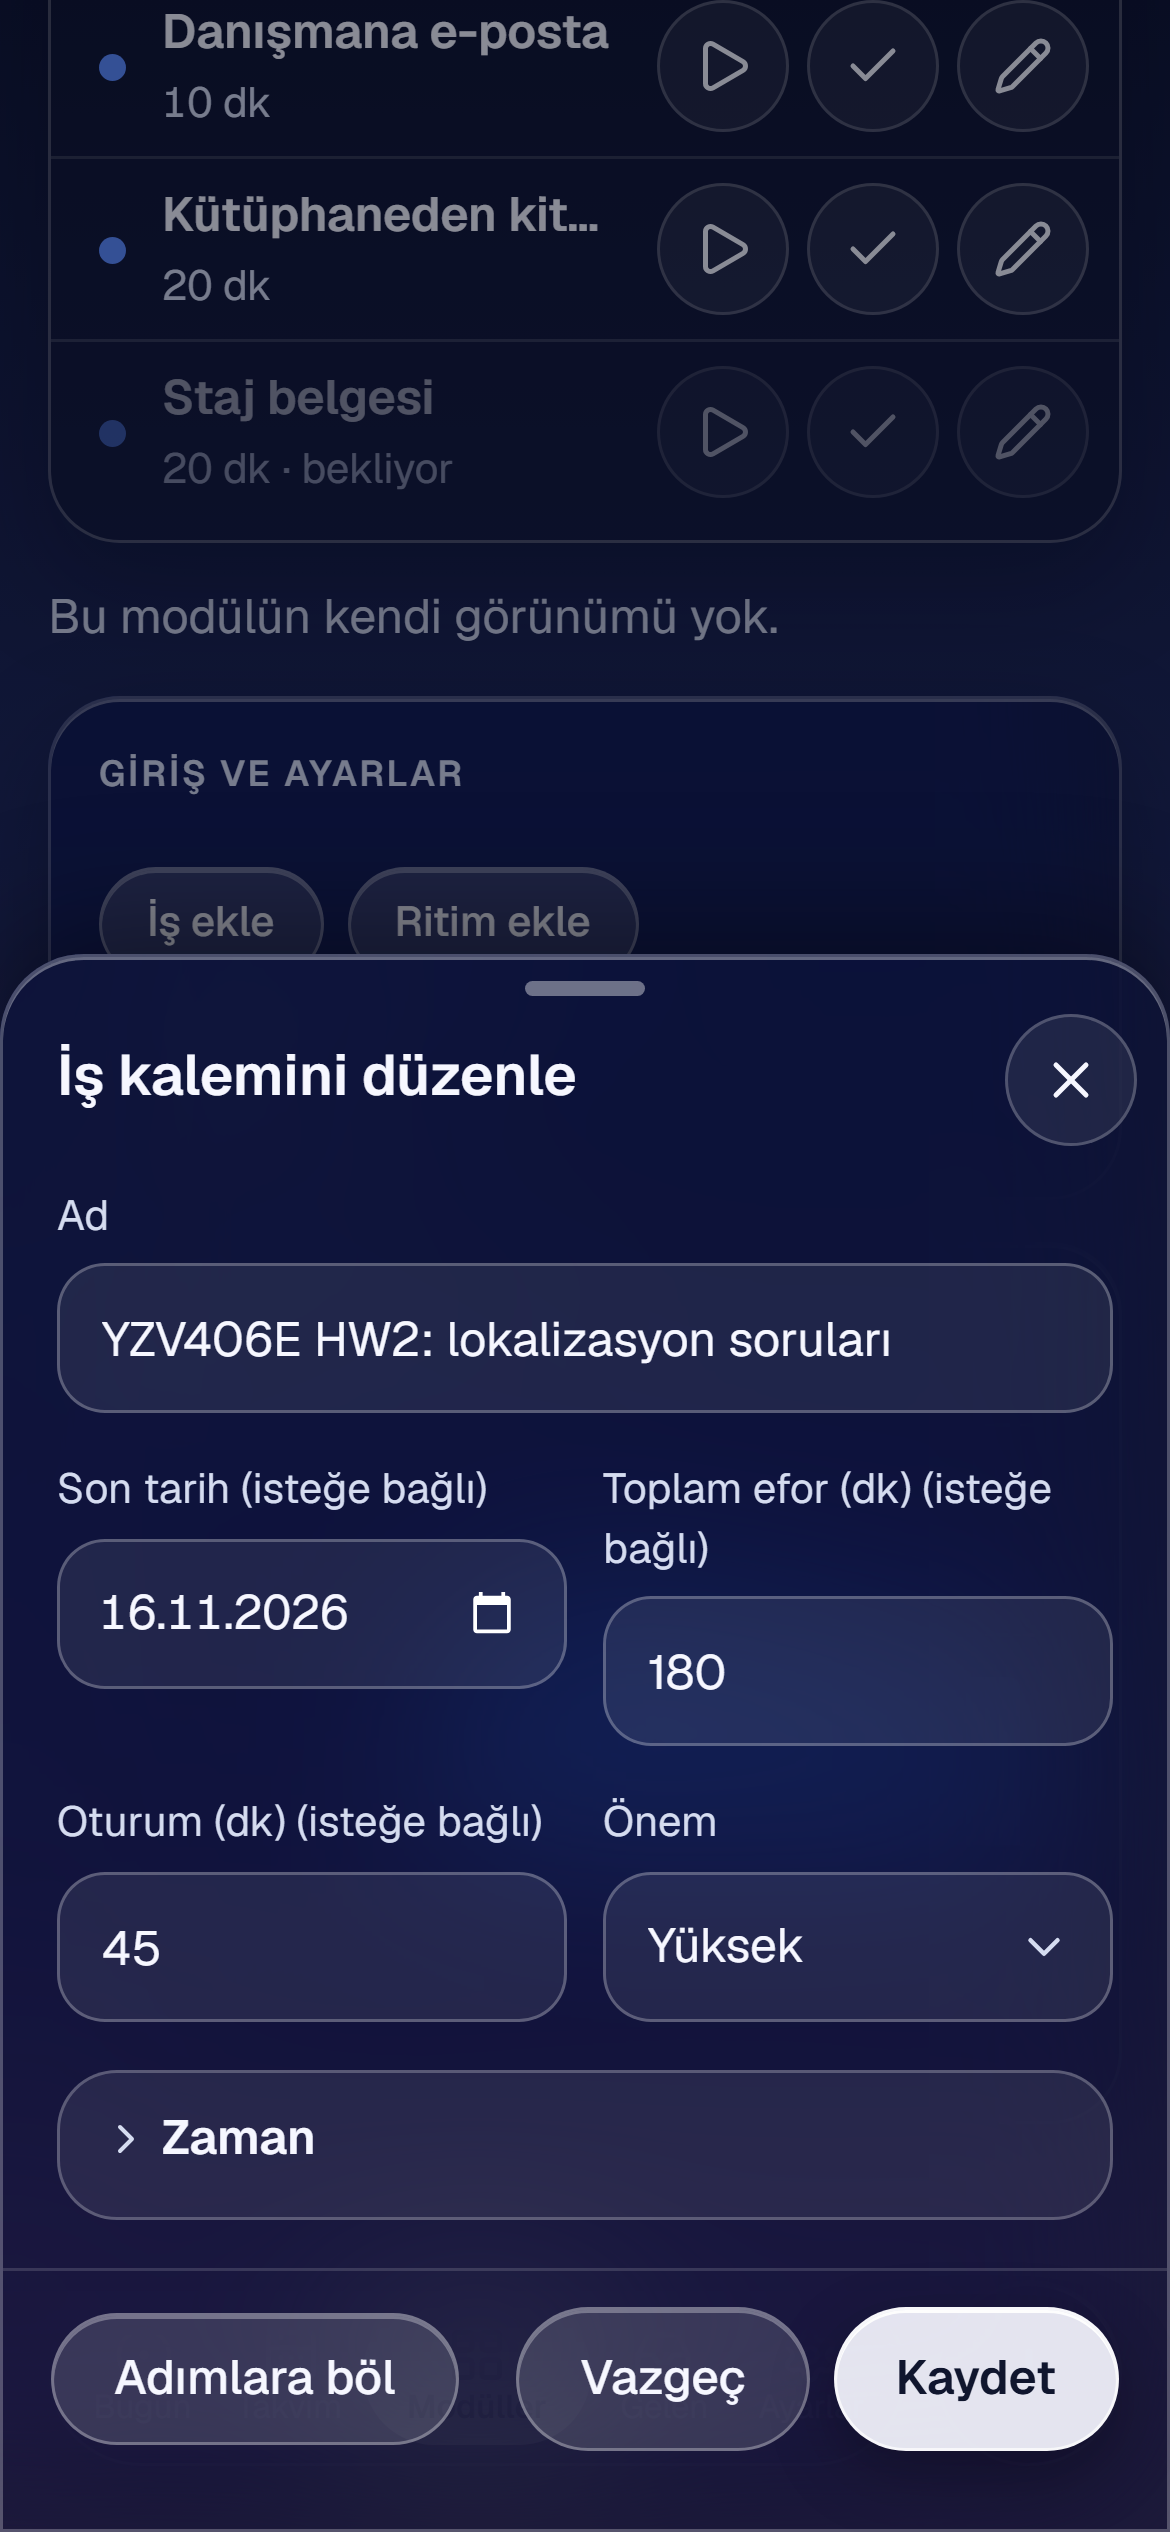 Danışmana e-posta
10 dk
Kütüphaneden kit...
20 dk
Staj belgesi
20 dk · bekliyor
Bu modülün kendi görünümü yok.
GİRİŞ VE AYARLAR
İş ekle
Ritim ekle
İş kalemini düzenle
Ad
YZV406E HW2: lokalizasyon soruları
Son tarih (isteğe bağlı)
Toplam efor (dk) (isteğe
bağlı)
16.11.2026
180
Oturum (dk) (isteğe bağlı)
Önem
45
Yüksek
Zaman
Adımlara böl
Vazgeç
Kaydet
Bugün
Modüller